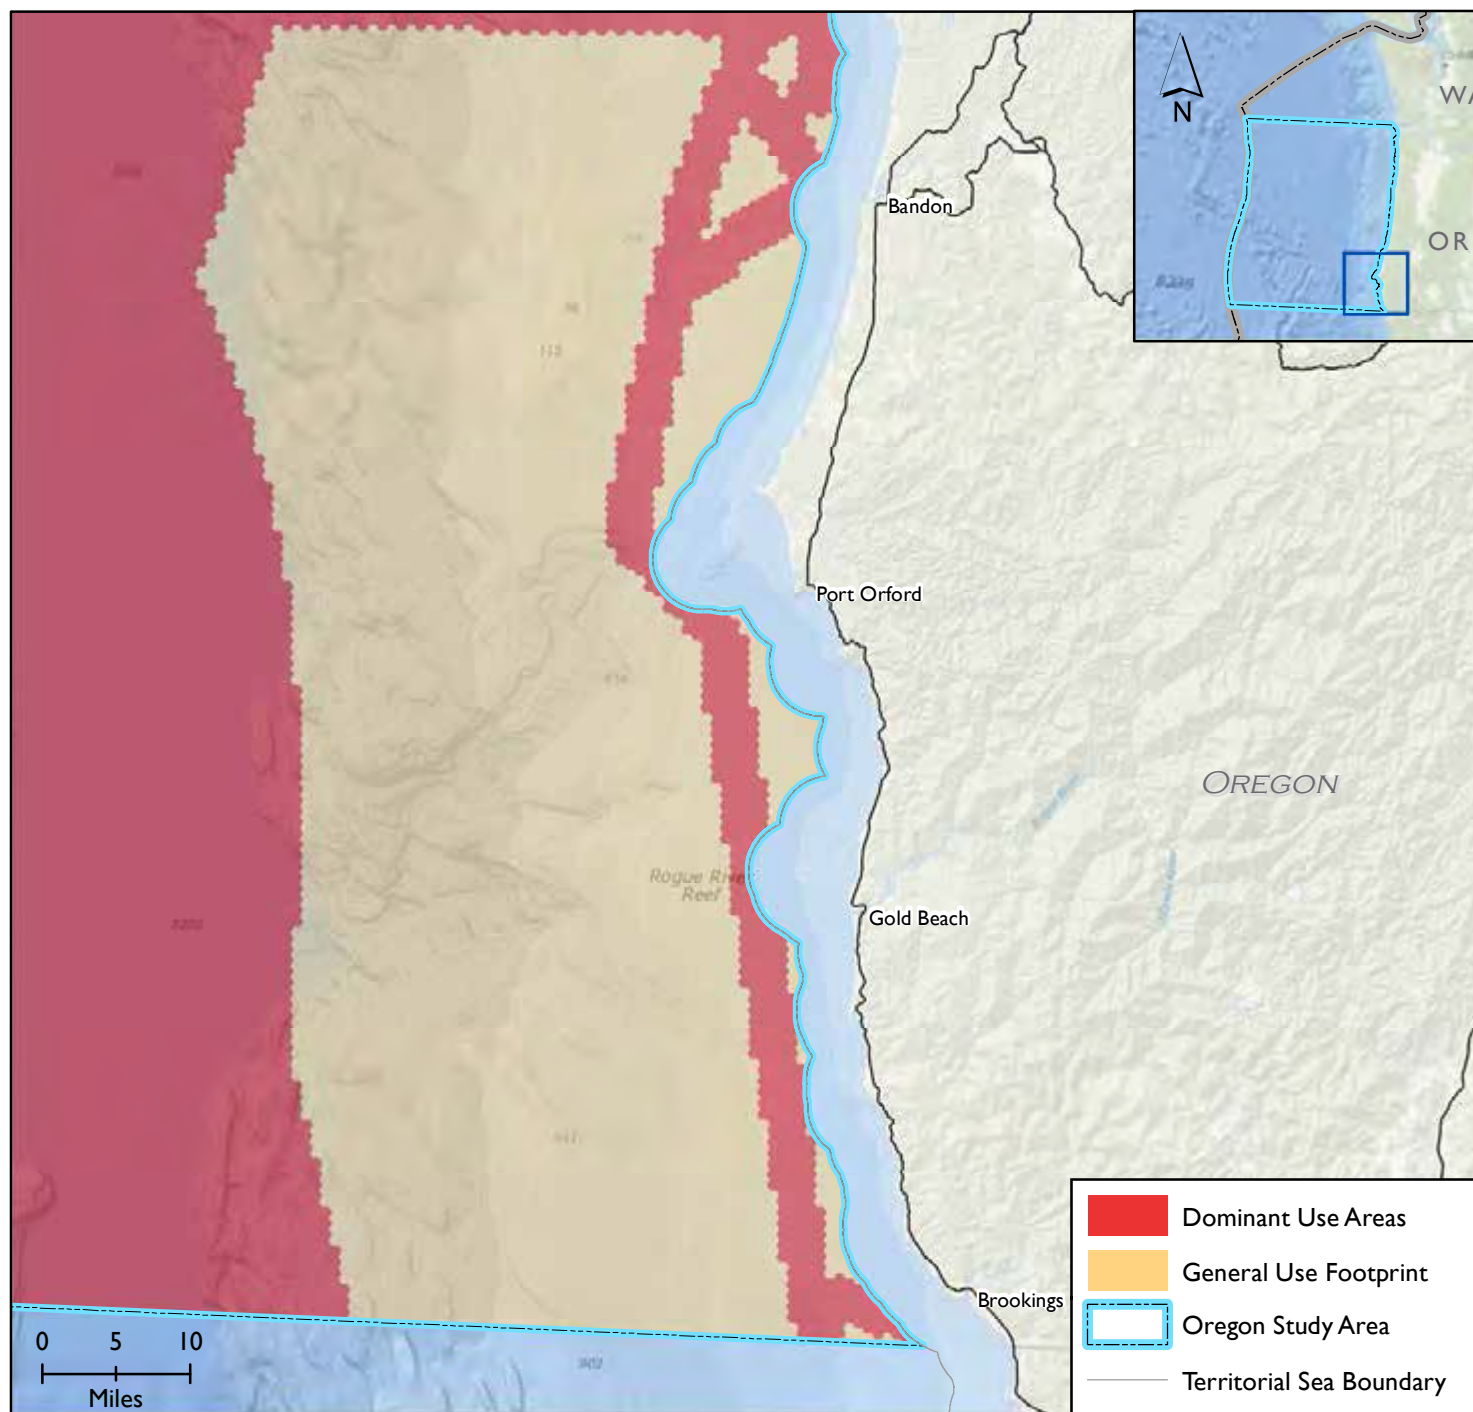 N
WA
OR
Bandon
Port Orford
OREGON
Rogue River
Reef
Gold Beach
Brookings
0 5 10
Miles
Dominant Use Areas
General Use Footprint
Oregon Study Area
Territorial Sea Boundary